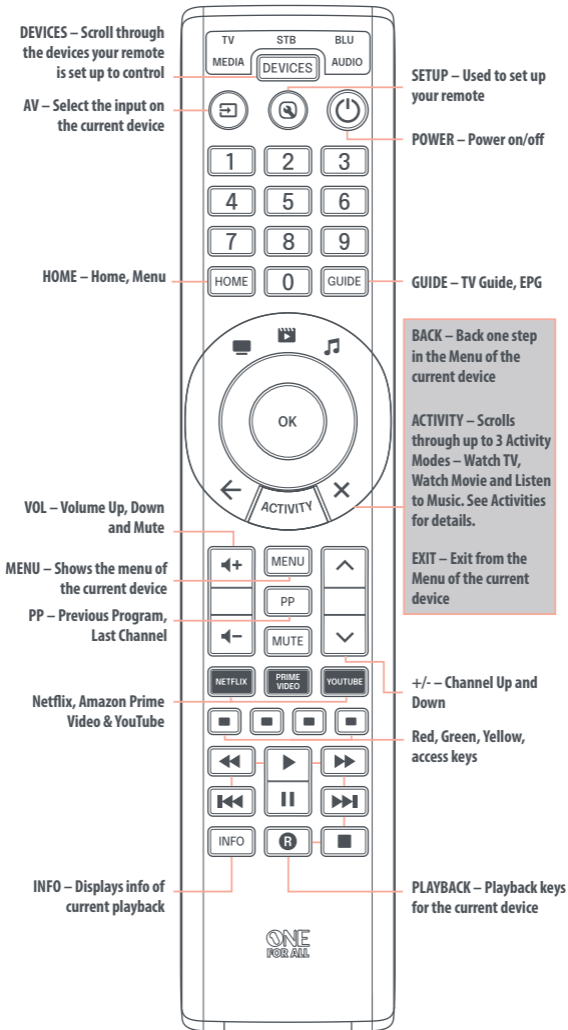 DEVICES – Scroll through
the devices your remote
is set up to control
AV – Select the input on
the current device
HOME – Home, Menu
VOL – Volume Up, Down
and Mute
MENU – Shows the menu of
the current device
PP – Previous Program,
Last Channel
Netflix, Amazon Prime
Video & YouTube
INFO – Displays info of
current playback
TV STB BLU
MEDIA DEVICES AUDIO
1 2 3
4 5 6
7 8 9
HOME 0 GUIDE
OK
ACTIVITY
+ MENU
PP
- MUTE
NETFLIX PRIME VIDEO YOUTUBE
INFO R
ONE
FOR ALL
SETUP – Used to set up
your remote
POWER – Power on/off
GUIDE – TV Guide, EPG
BACK – Back one step
in the Menu of the
current device
ACTIVITY – Scrolls
through up to 3 Activity
Modes – Watch TV,
Watch Movie and Listen
to Music. See Activities
for details.
EXIT – Exit from the
Menu of the current
device
+/- – Channel Up and
Down
Red, Green, Yellow,
access keys
PLAYBACK – Playback keys
for the current device